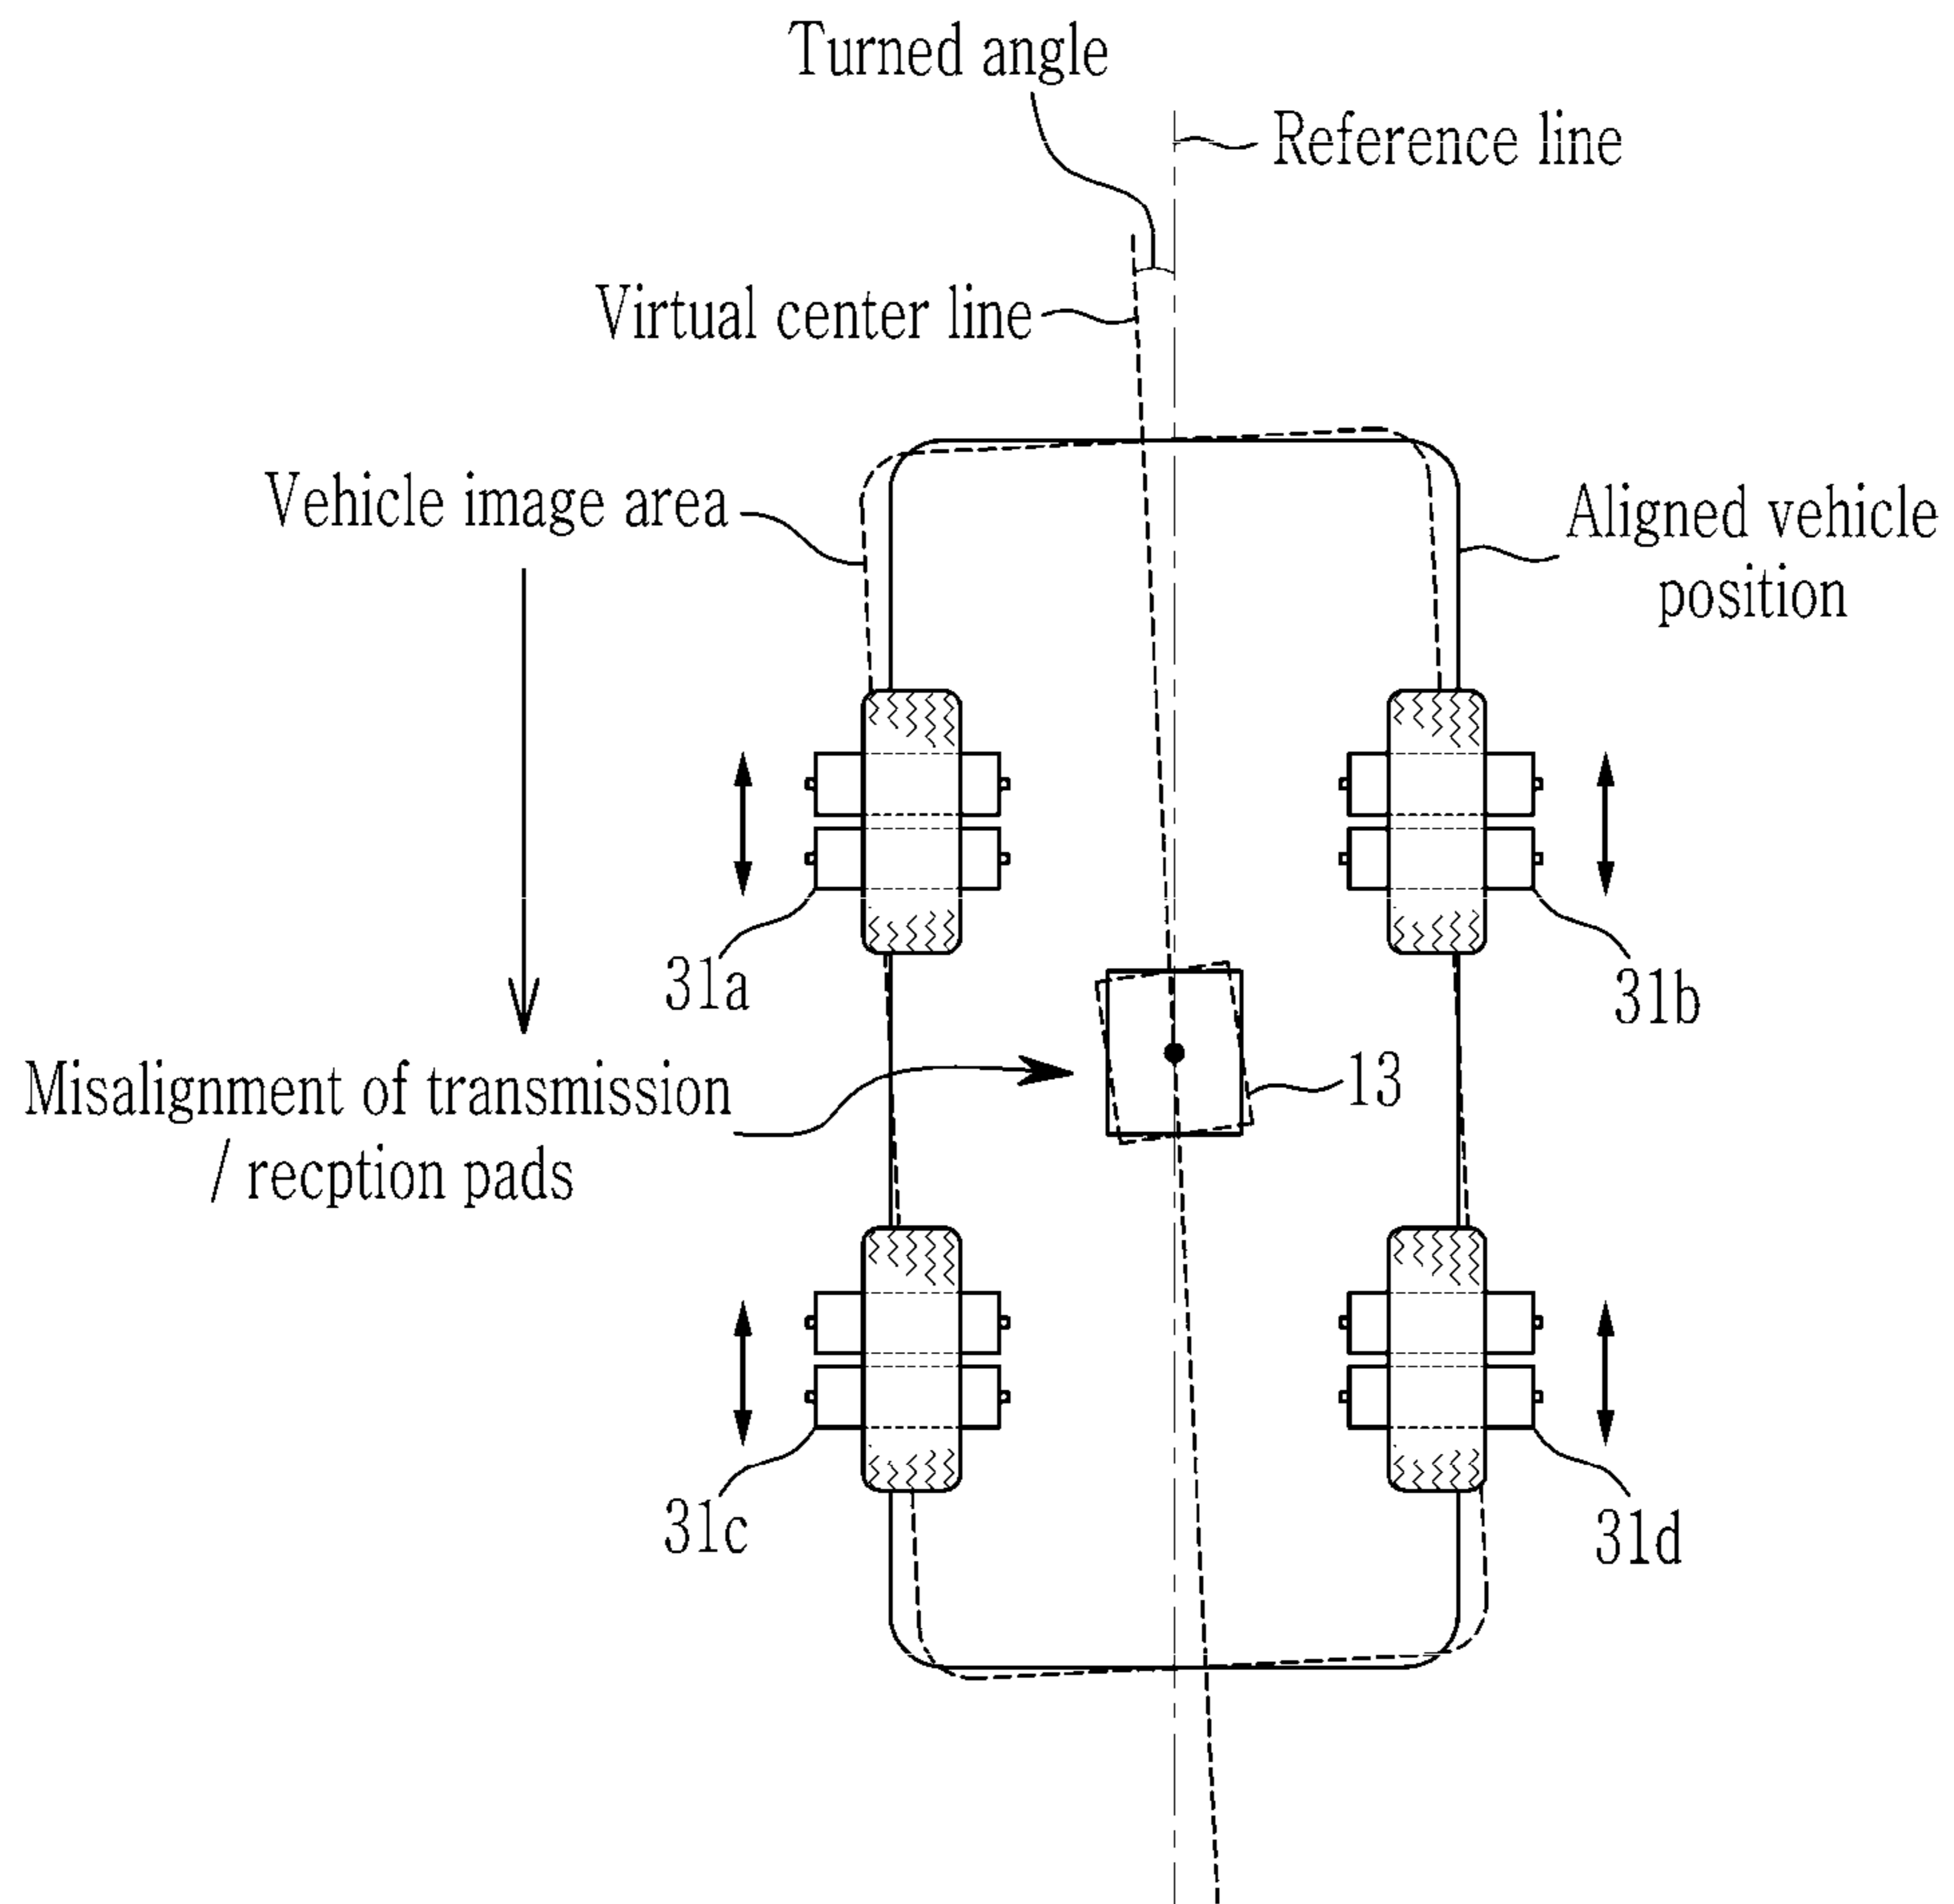 Turned angle
Reference line
Virtual center line
Vehicle image area
Aligned vehicle
position
31a
31b
Misalignment of transmission
/ recption pads
13
31c
31d